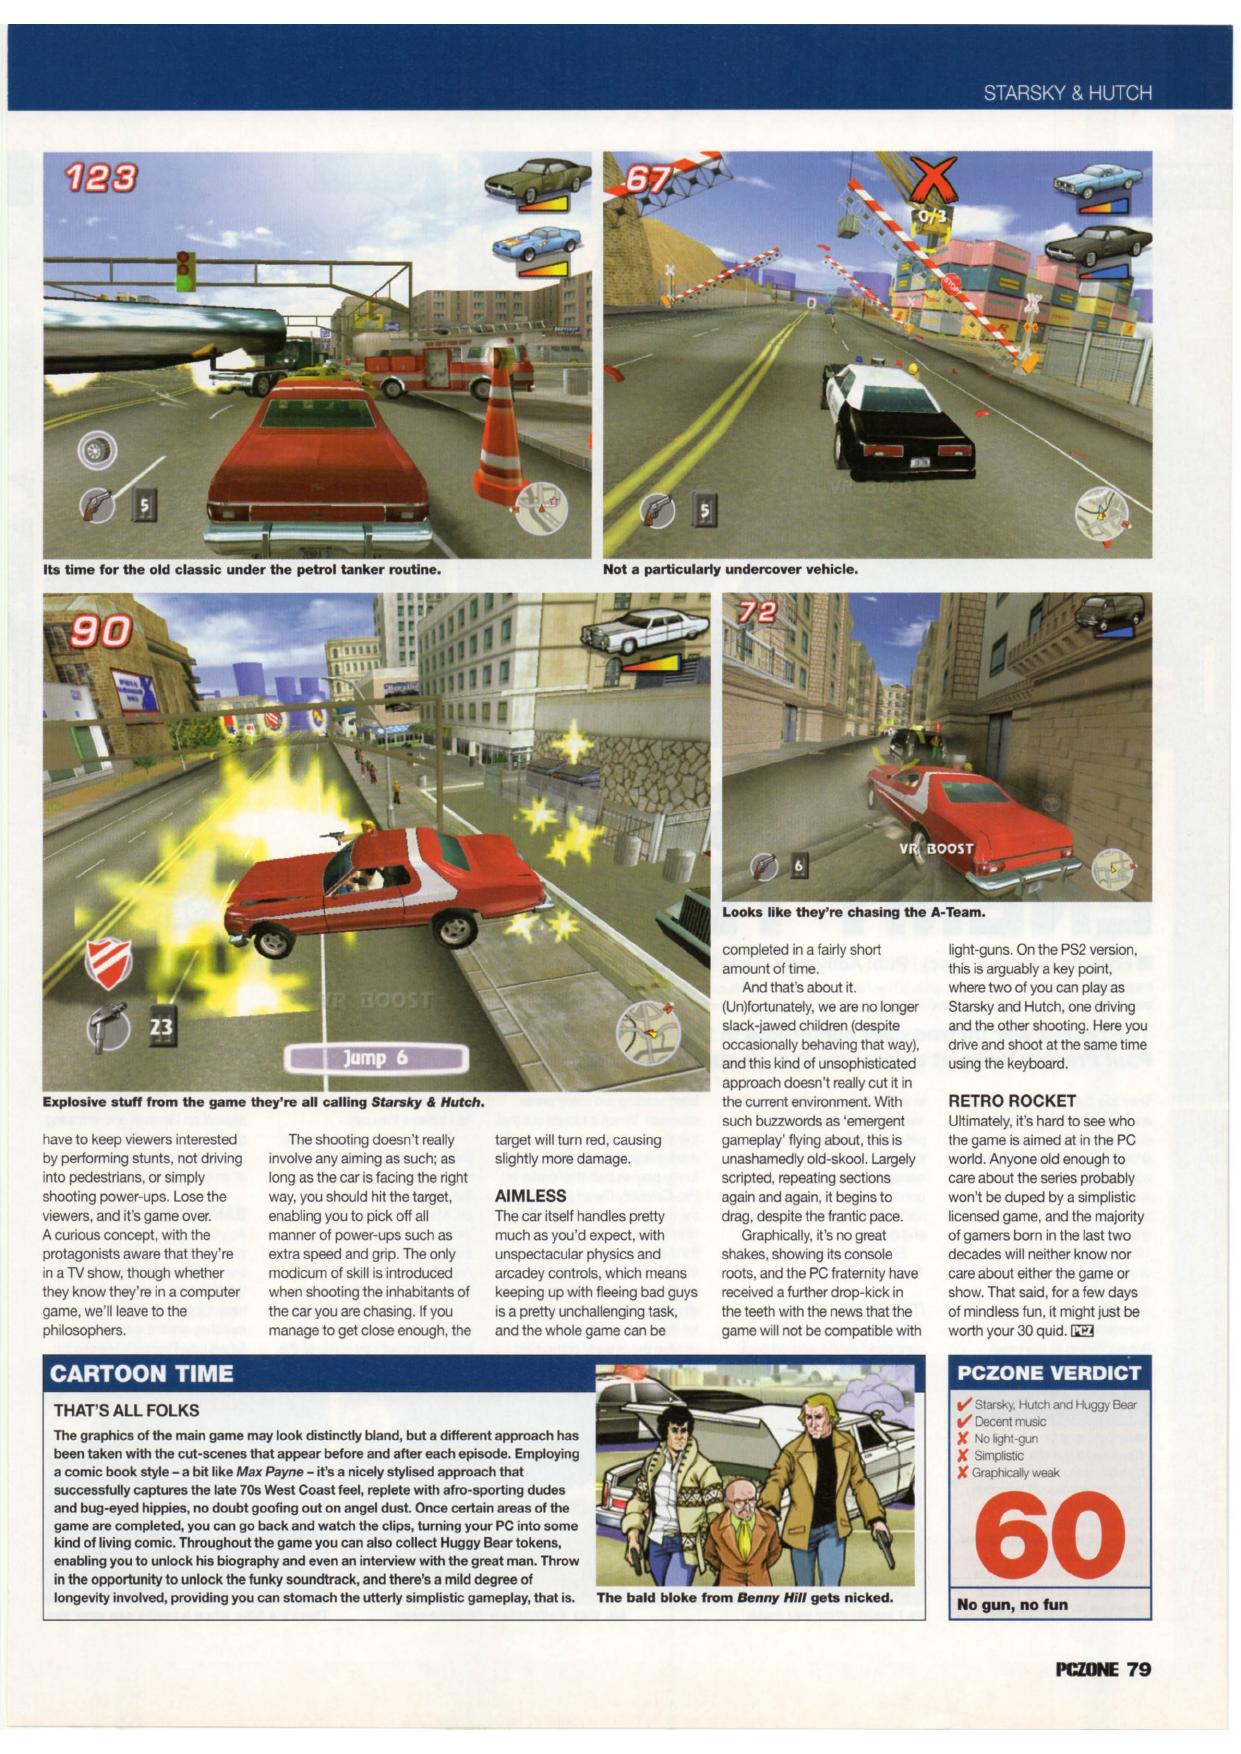 STARSKY & HUTCH
123
5
Its time for the old classic under the petrol tanker routine.
67
0/3
STOP
VR BOOST
5
Not a particularly undercover vehicle.
90
VR BOOST
23
Jump 6
Explosive stuff from the game they're all calling Starsky & Hutch.
72
VR BOOST
6
Looks like they're chasing the A-Team.
have to keep viewers interested
by performing stunts, not driving
into pedestrians, or simply
shooting power-ups. Lose the
viewers, and it's game over.
A curious concept, with the
protagonists aware that they're
in a TV show, though whether
they know they're in a computer
game, we'll leave to the
philosophers.
The shooting doesn't really
involve any aiming as such; as
long as the car is facing the right
way, you should hit the target,
enabling you to pick off all
manner of power-ups such as
extra speed and grip. The only
modicum of skill is introduced
when shooting the inhabitants of
the car you are chasing. If you
manage to get close enough, the
target will turn red, causing
slightly more damage.
AIMLESS
The car itself handles pretty
much as you'd expect, with
unspectacular physics and
arcadey controls, which means
keeping up with fleeing bad guys
is a pretty unchallenging task,
and the whole game can be
completed in a fairly short
amount of time.
And that's about it.
(Un)fortunately, we are no longer
slack-jawed children (despite
occasionally behaving that way),
and this kind of unsophisticated
approach doesn't really cut it in
the current environment. With
such buzzwords as 'emergent
gameplay' flying about, this is
unashamedly old-skool. Largely
scripted, repeating sections
again and again, it begins to
drag, despite the frantic pace.
Graphically, it's no great
shakes, showing its console
roots, and the PC fraternity have
received a further drop-kick in
the teeth with the news that the
game will not be compatible with
light-guns. On the PS2 version,
this is arguably a key point,
where two of you can play as
Starsky and Hutch, one driving
and the other shooting. Here you
drive and shoot at the same time
using the keyboard.
RETRO ROCKET
Ultimately, it's hard to see who
the game is aimed at in the PC
world. Anyone old enough to
care about the series probably
won't be duped by a simplistic
licensed game, and the majority
of gamers born in the last two
decades will neither know nor
care about either the game or
show. That said, for a few days
of mindless fun, it might just be
worth your 30 quid. PCZ
CARTOON TIME
THAT'S ALL FOLKS
The graphics of the main game may look distinctly bland, but a different approach has
been taken with the cut-scenes that appear before and after each episode. Employing
a comic book style – a bit like Max Payne – it's a nicely stylised approach that
successfully captures the late 70s West Coast feel, replete with afro-sporting dudes
and bug-eyed hippies, no doubt goofing out on angel dust. Once certain areas of the
game are completed, you can go back and watch the clips, turning your PC into some
kind of living comic. Throughout the game you can also collect Huggy Bear tokens,
enabling you to unlock his biography and even an interview with the great man. Throw
in the opportunity to unlock the funky soundtrack, and there's a mild degree of
longevity involved, providing you can stomach the utterly simplistic gameplay, that is.
The bald bloke from Benny Hill gets nicked.
PCZONE VERDICT
Starsky, Hutch and Huggy Bear
Decent music
No light-gun
Simplistic
Graphically weak
60
No gun, no fun
PCZONE 79